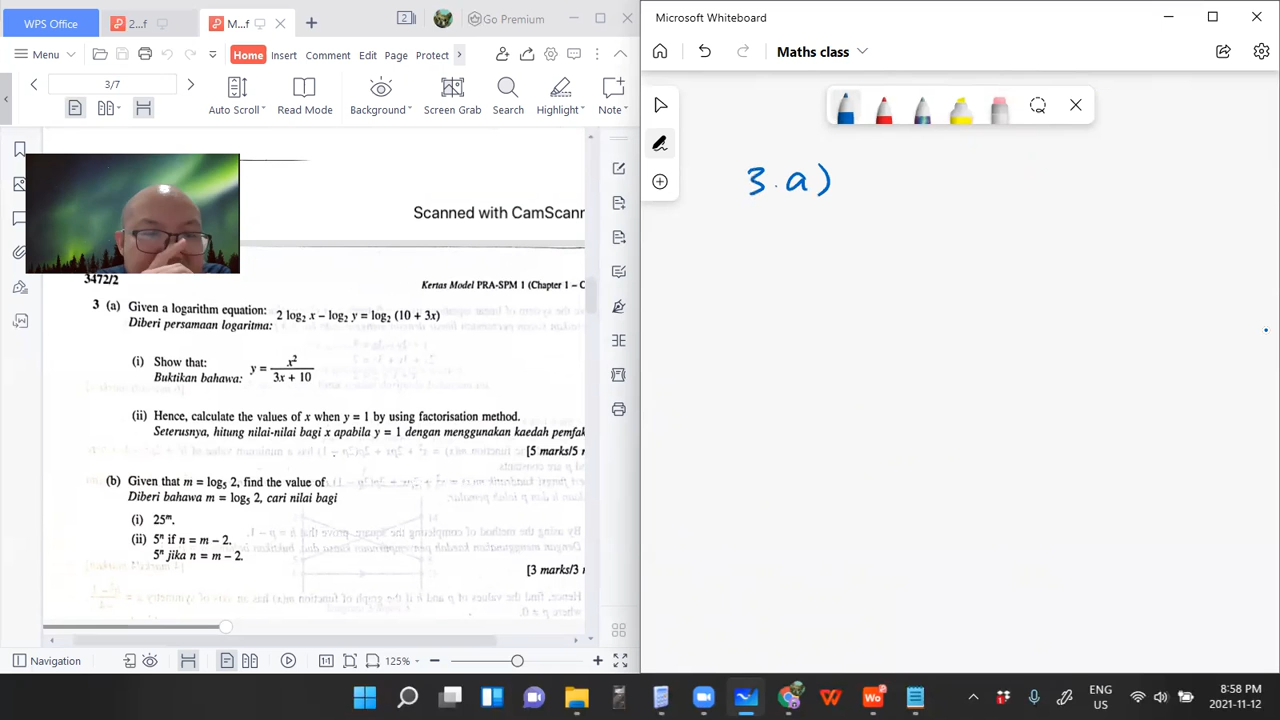 WPS Office
2...f
M...f
2
Go Premium
Menu
Home
Insert
Comment
Edit
Page
Protect
3/7
Auto Scroll
Read Mode
Background
Screen Grab
Search
Highlight
Note
Scanned with CamScann
3472/2
Kertas Model PRA-SPM 1 (Chapter 1 – C
3 (a) Given a logarithm equation: 2 log₂ x – log₂ y = log₂ (10 + 3x)
Diberi persamaan logaritma:
(i) Show that: y = x² / (3x + 10)
Buktikan bahawa:
(ii) Hence, calculate the values of x when y = 1 by using factorisation method.
Seterusnya, hitung nilai-nilai bagi x apabila y = 1 dengan menggunakan kaedah pemfak
[5 marks/5 m
(b) Given that m = log₅ 2, find the value of
Diberi bahawa m = log₅ 2, cari nilai bagi
(i) 25ᵐ.
(ii) 5ⁿ if n = m – 2.
5ⁿ jika n = m – 2.
[3 marks/3 m
Navigation
1:1
125%
Microsoft Whiteboard
Maths class
3.a)
ENG
US
8:58 PM
2021-11-12